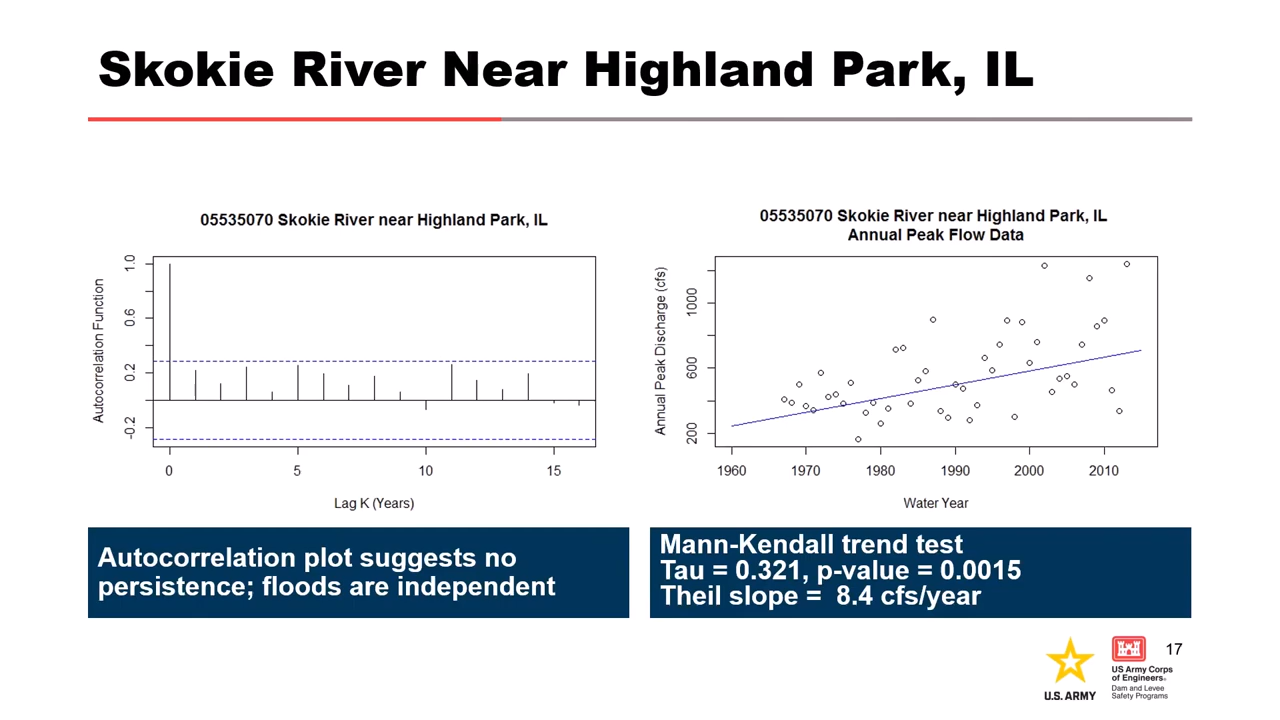 Skokie River Near Highland Park, IL
05535070 Skokie River near Highland Park, IL
Autocorrelation Function
1.0
0.6
0.2
-0.2
0
5
10
15
Lag K (Years)
05535070 Skokie River near Highland Park, IL
Annual Peak Flow Data
Annual Peak Discharge (cfs)
1000
600
200
1960
1970
1980
1990
2000
2010
Water Year
Autocorrelation plot suggests no
persistence; floods are independent
Mann-Kendall trend test
Tau = 0.321, p-value = 0.0015
Theil slope =  8.4 cfs/year
U.S. ARMY
US Army Corps
of Engineers®
Dam and Levee
Safety Programs
17